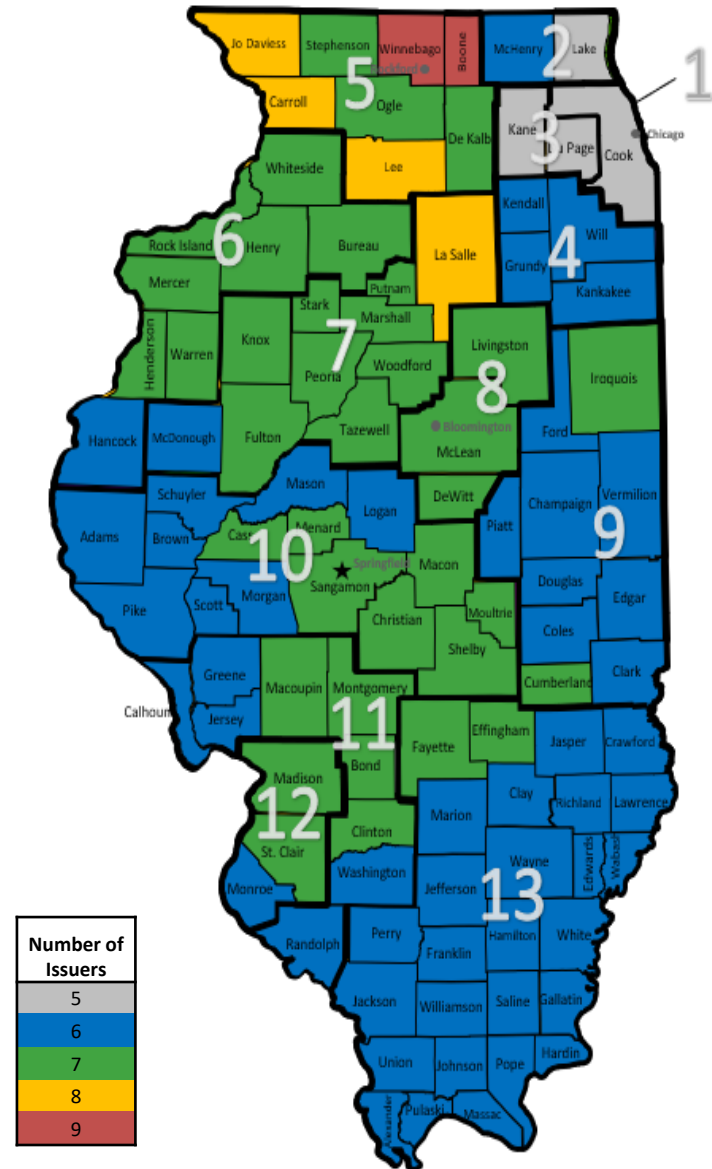 Jo Daviess
Stephenson
Winnebago
Boone
McHenry
2
Lake
1
Rockford
5
Carroll
Ogle
De Kalb
Kane
3
Du Page
Cook
Chicago
Whiteside
Lee
Kendall
Will
Rock Island
6
Henry
Bureau
La Salle
Grundy
4
Mercer
Putnam
Kankakee
Stark
Marshall
Henderson
Warren
Knox
7
Peoria
Woodford
Livingston
8
Iroquois
Hancock
McDonough
Fulton
Tazewell
Bloomington
McLean
Ford
Schuyler
Mason
Logan
DeWitt
Piatt
Champaign
Vermilion
Adams
Brown
Cass
Menard
10
Springfield
Sangamon
Macon
9
Pike
Scott
Morgan
Christian
Moultrie
Douglas
Edgar
Coles
Shelby
Greene
Macoupin
Montgomery
Cumberland
Clark
Calhoun
Jersey
11
Fayette
Effingham
Jasper
Crawford
Madison
Bond
12
Clay
Richland
Lawrence
Marion
Clinton
St. Clair
Wayne
Edwards
Wabash
Monroe
Washington
Jefferson
13
Randolph
Perry
Franklin
Hamilton
White
Jackson
Williamson
Saline
Gallatin
Union
Johnson
Pope
Hardin
Alexander
Pulaski
Massac
Number of
Issuers
5
6
7
8
9